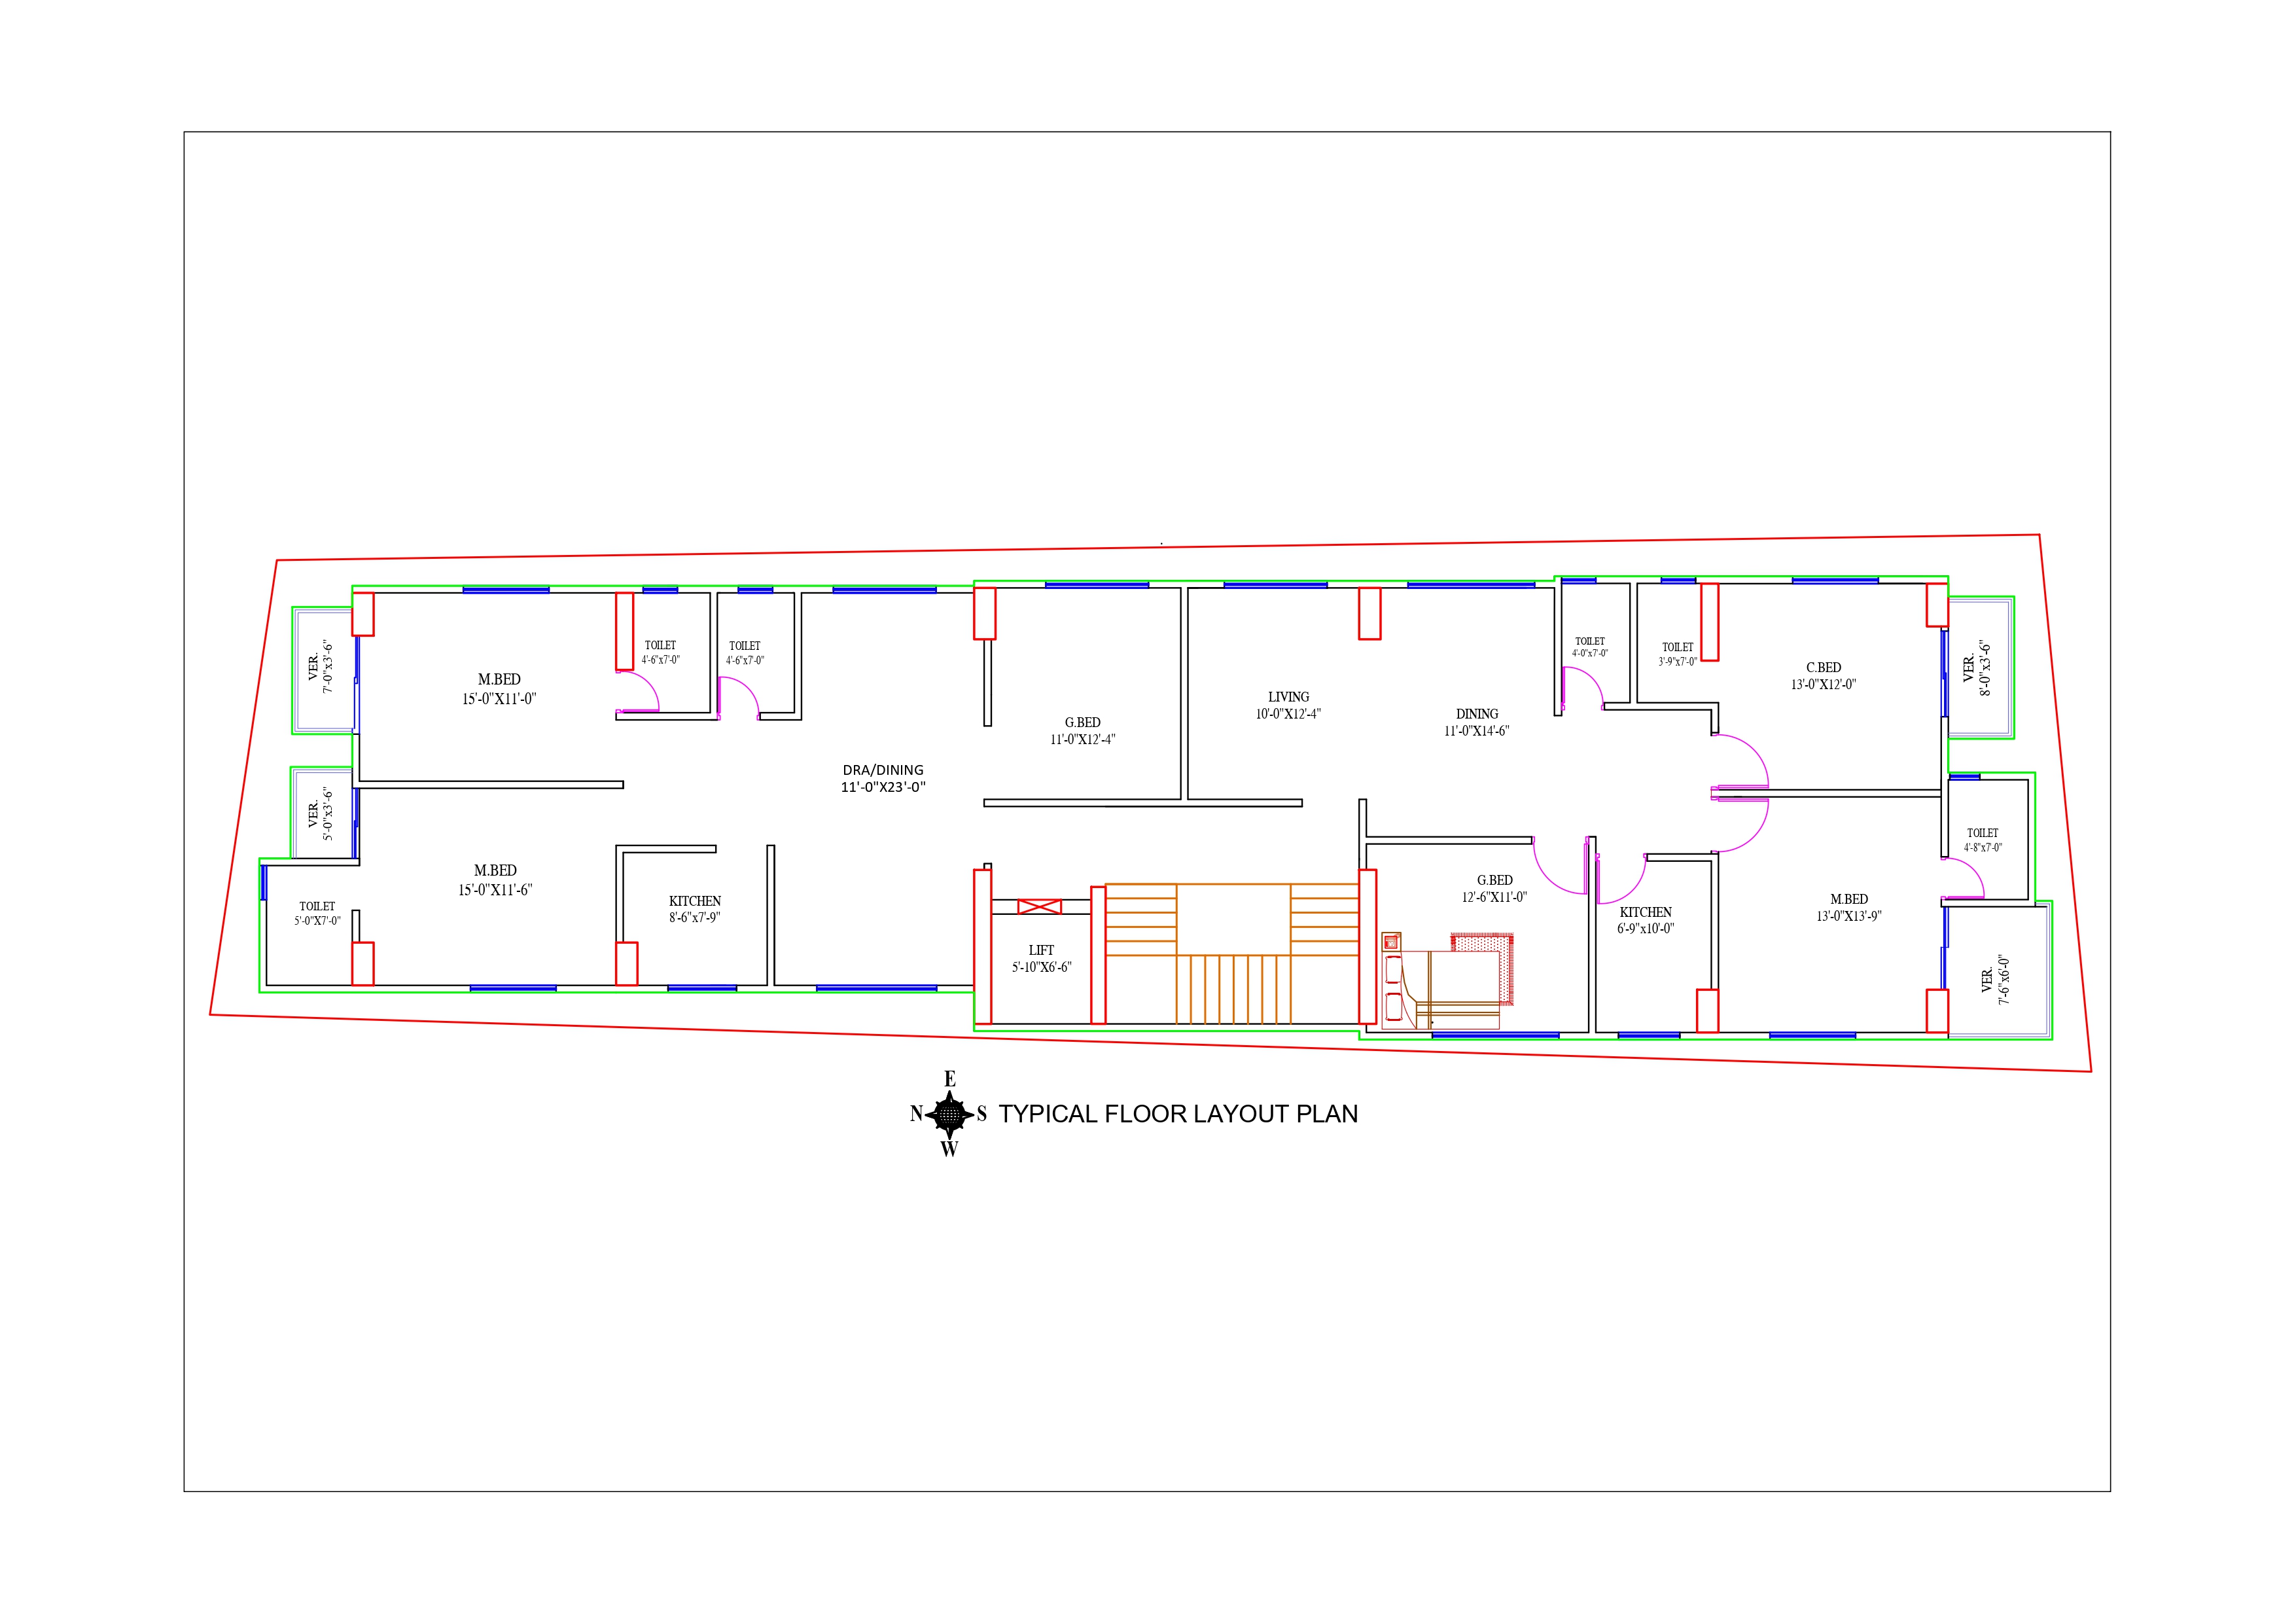 VER.
7'-0"x3'-6"
M.BED
15'-0"X11'-0"
TOILET
4'-6"x7'-0"
TOILET
4'-6"x7'-0"
DRA/DINING
11'-0"X23'-0"
G.BED
11'-0"X12'-4"
LIVING
10'-0"X12'-4"
DINING
11'-0"X14'-6"
TOILET
4'-0"x7'-0"
TOILET
3'-9"x7'-0"
C.BED
13'-0"X12'-0"
VER.
8'-0"x3'-6"
VER.
5'-0"x3'-6"
TOILET
5'-0"X7'-0"
M.BED
15'-0"X11'-6"
KITCHEN
8'-6"x7'-9"
LIFT
5'-10"X6'-6"
G.BED
12'-6"X11'-0"
KITCHEN
6'-9"x10'-0"
M.BED
13'-0"X13'-9"
TOILET
4'-8"x7'-0"
VER.
7'-6"x6'-0"
E
N S TYPICAL FLOOR LAYOUT PLAN
W